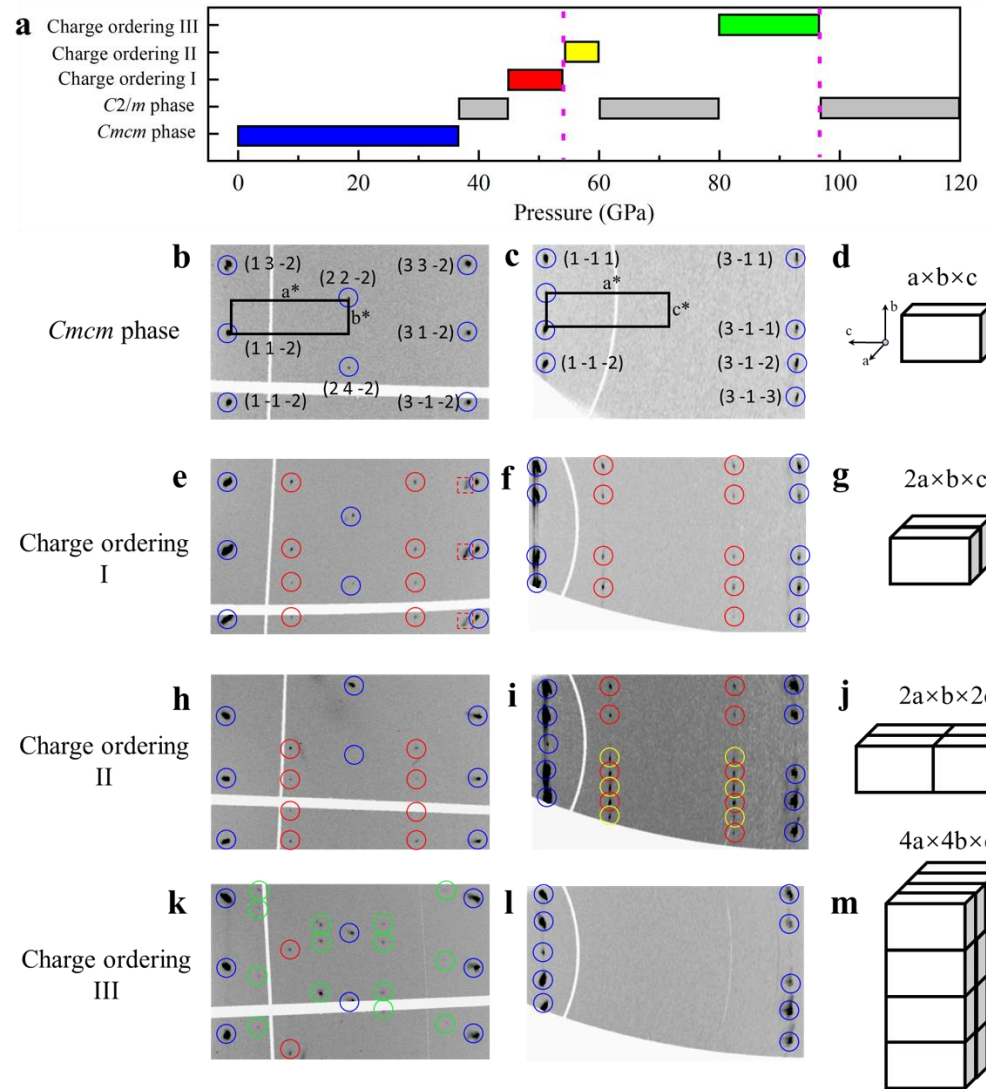 a
Charge ordering III
Charge ordering II
Charge ordering I
C2/m phase
Cmcm phase
0 20 40 60 80 100 120
Pressure (GPa)
b
(1 3 -2)
(2 2 -2)
(3 3 -2)
a*
b*
(1 1 -2)
(3 1 -2)
(2 4 -2)
(1 -1 -2)
(3 -1 -2)
Cmcm phase
c
(1 -1 1)
(3 -1 1)
a*
c*
(3 -1 -1)
(1 -1 -2)
(3 -1 -2)
(3 -1 -3)
d
a×b×c
b
c
a
e
f
g
2a×b×c
Charge ordering
I
h
i
j
2a×b×2c
Charge ordering
II
k
l
m
4a×4b×c
Charge ordering
III